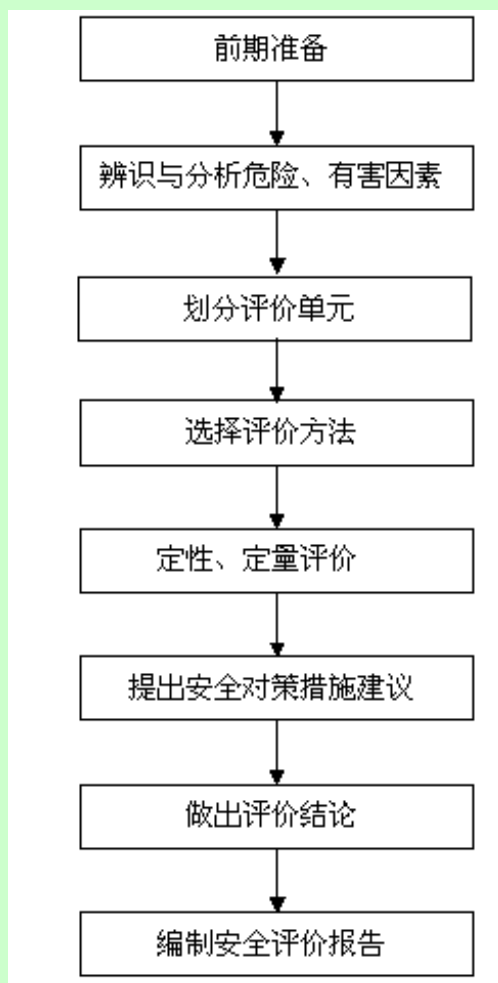 前期准备
辨识与分析危险、有害因素
划分评价单元
选择评价方法
定性、定量评价
提出安全对策措施建议
做出评价结论
编制安全评价报告